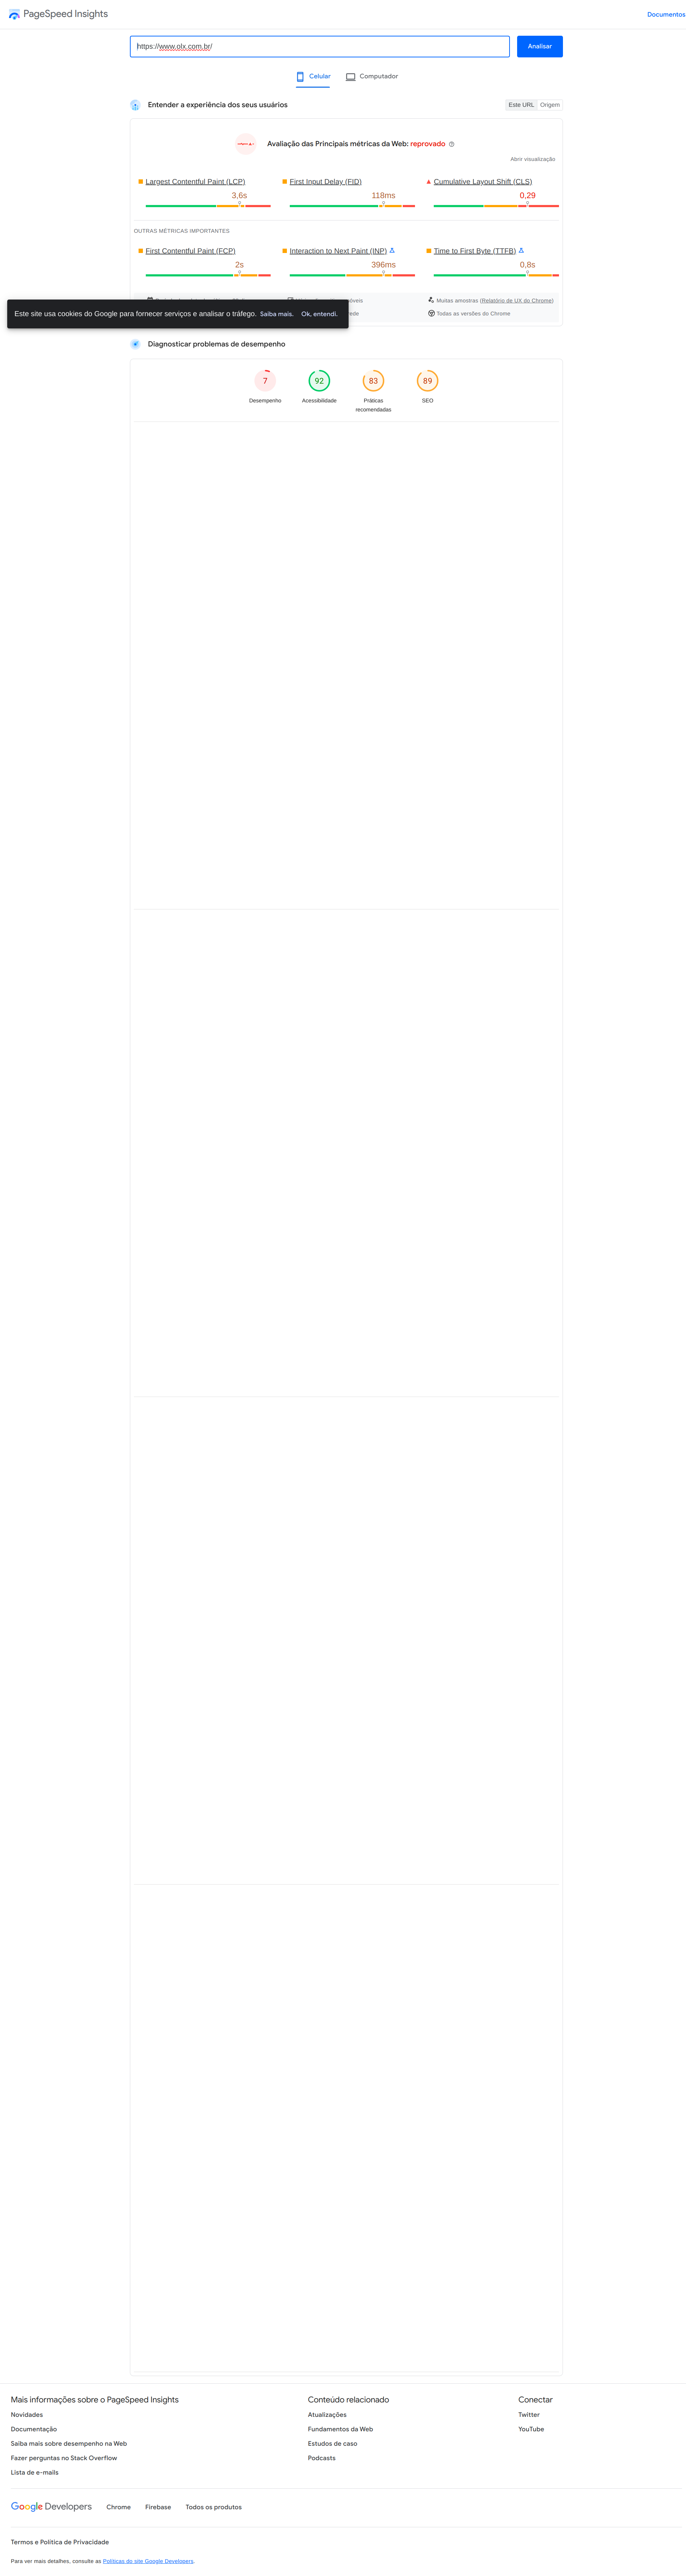 PageSpeed Insights
Documentos
https://www.olx.com.br/
Analisar
Celular
Computador
Entender a experiência dos seus usuários
Este URL
Origem
Avaliação das Principais métricas da Web: reprovado
Abrir visualização
Largest Contentful Paint (LCP)
3,6s
First Input Delay (FID)
118ms
Cumulative Layout Shift (CLS)
0,29
OUTRAS MÉTRICAS IMPORTANTES
First Contentful Paint (FCP)
2s
Interaction to Next Paint (INP)
396ms
Time to First Byte (TTFB)
0,8s
Muitas amostras (Relatório de UX do Chrome)
Todas as versões do Chrome
Este site usa cookies do Google para fornecer serviços e analisar o tráfego. Saiba mais. Ok, entendi.
Diagnosticar problemas de desempenho
7
Desempenho
92
Acessibilidade
83
Práticas
recomendadas
89
SEO
Mais informações sobre o PageSpeed Insights
Novidades
Documentação
Saiba mais sobre desempenho na Web
Fazer perguntas no Stack Overflow
Lista de e-mails
Conteúdo relacionado
Atualizações
Fundamentos da Web
Estudos de caso
Podcasts
Conectar
Twitter
YouTube
Google Developers
Chrome
Firebase
Todos os produtos
Termos e Política de Privacidade
Para ver mais detalhes, consulte as Políticas do site Google Developers.